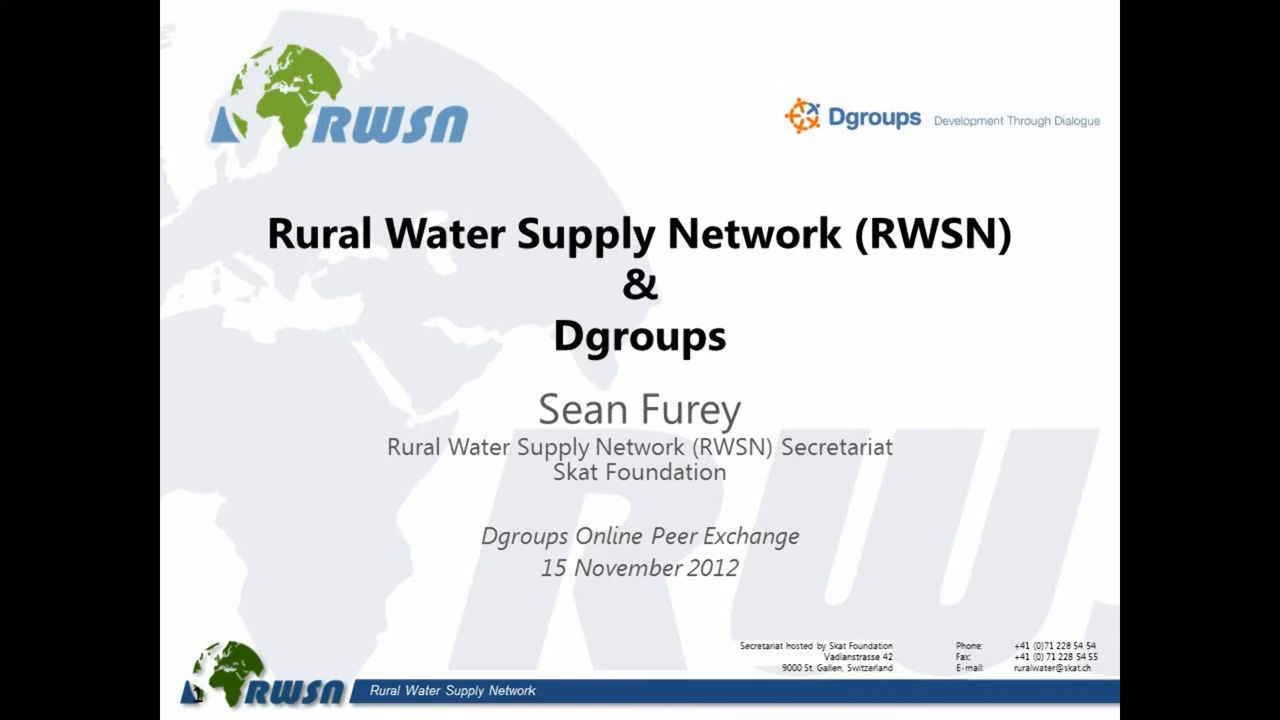 RWSN
Dgroups Development Through Dialogue
Rural Water Supply Network (RWSN)
&
Dgroups
Sean Furey
Rural Water Supply Network (RWSN) Secretariat
Skat Foundation
Dgroups Online Peer Exchange
15 November 2012
RW
Secretariat hosted by Skat Foundation
Vadianstrasse 42
9000 St. Gallen, Switzerland
Phone: +41 (0)71 228 54 54
Fax: +41 (0) 71 228 54 55
E-mail: ruralwater@skat.ch
RWSN Rural Water Supply Network